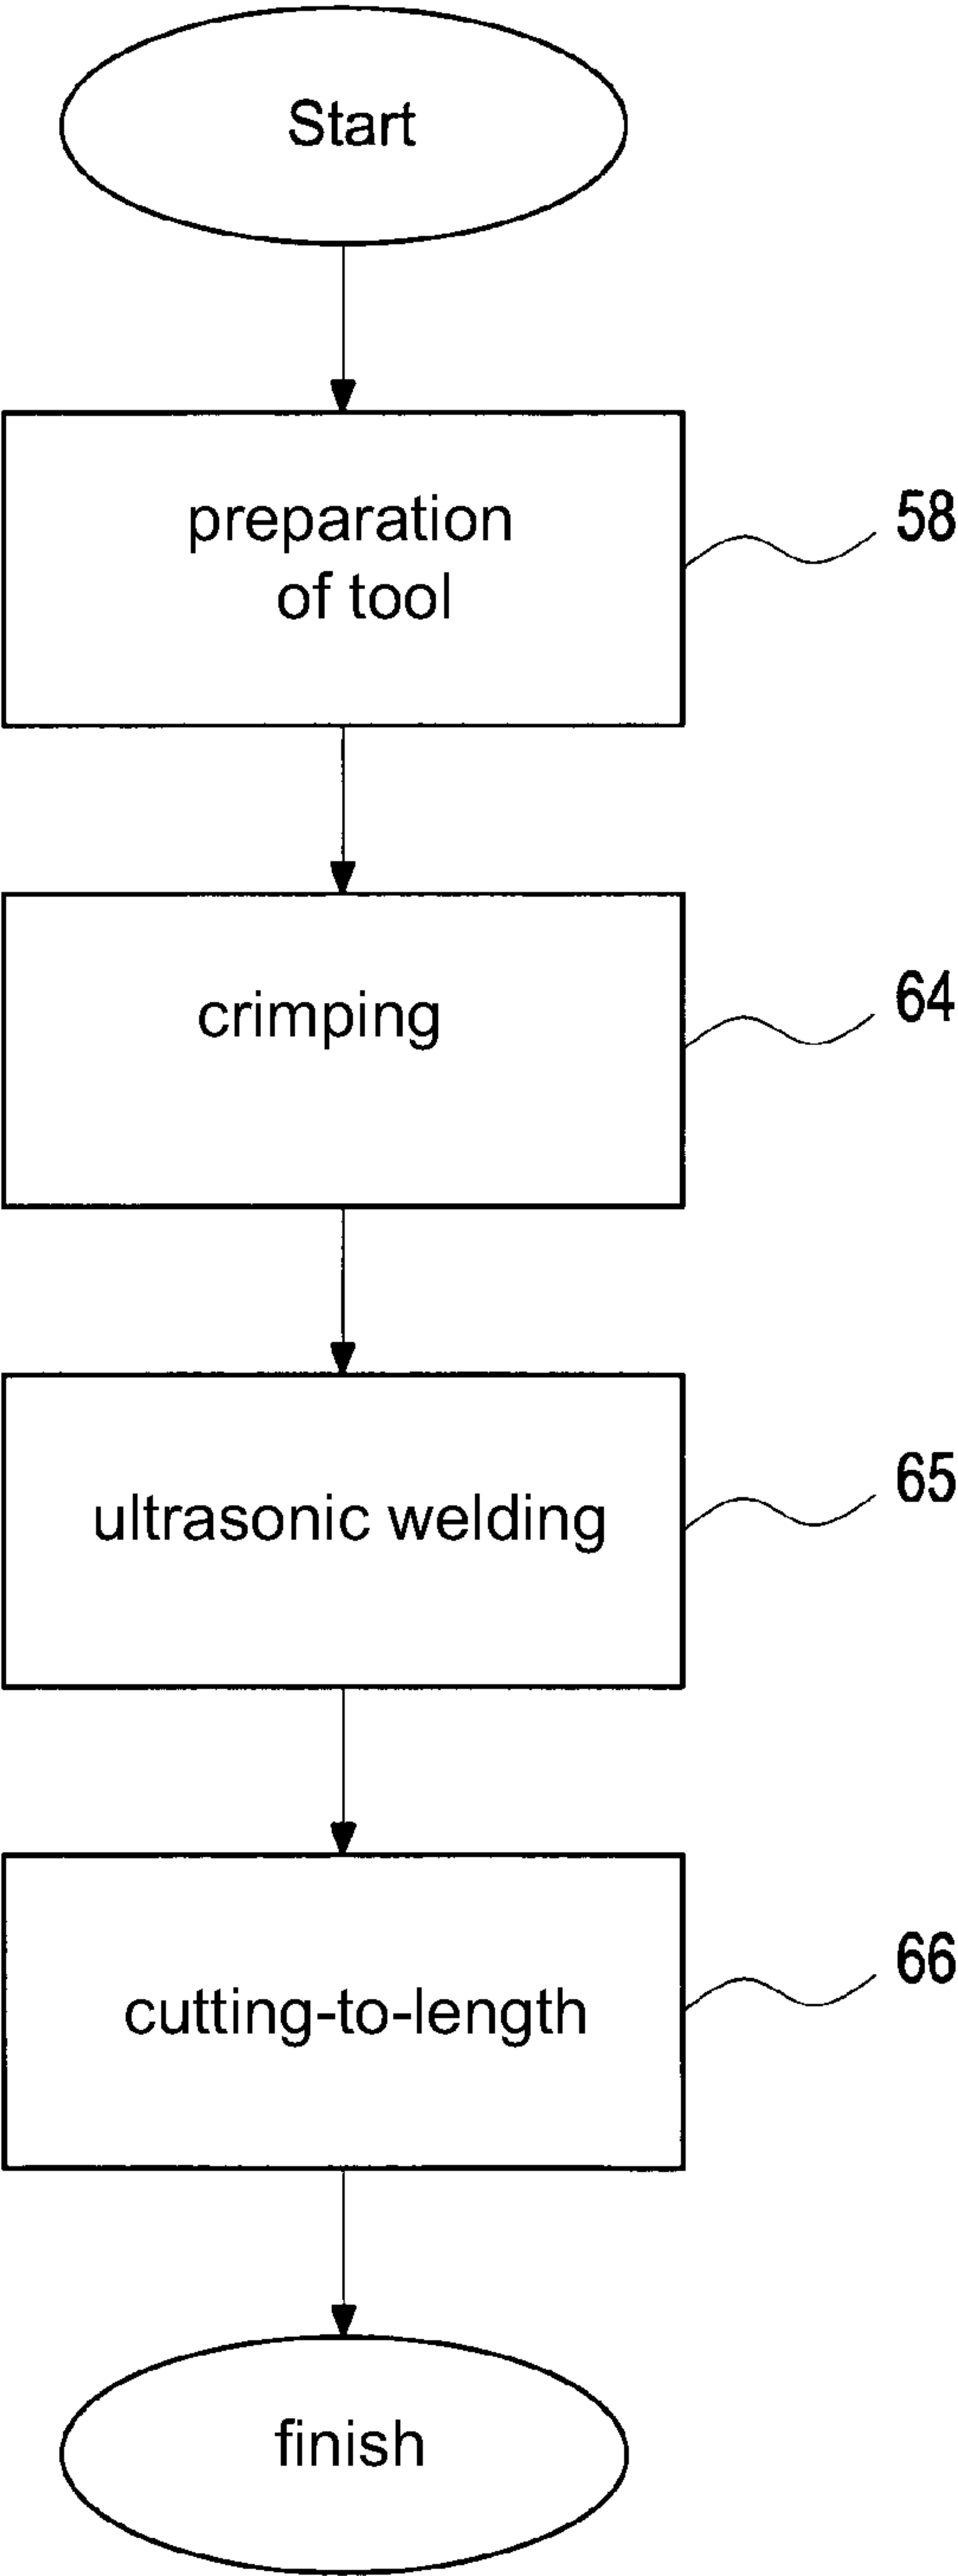 Start
preparation
of tool
58
crimping
64
ultrasonic welding
65
cutting-to-length
66
finish